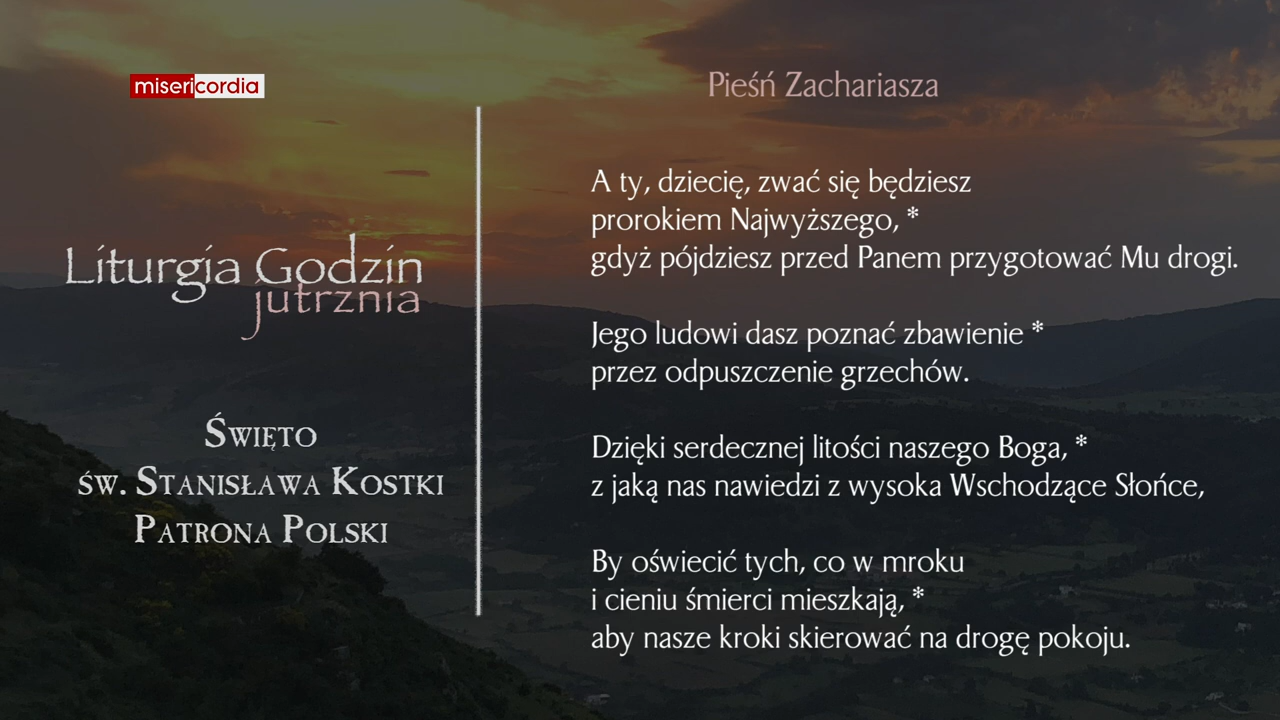 misericordia
Liturgia Godzin
jutrznia
Święto
św. Stanisława Kostki
Patrona Polski
Pieśń Zachariasza
A ty, dziecię, zwać się będziesz
prorokiem Najwyższego, *
gdyż pójdziesz przed Panem przygotować Mu drogi.
Jego ludowi dasz poznać zbawienie *
przez odpuszczenie grzechów.
Dzięki serdecznej litości naszego Boga, *
z jaką nas nawiedzi z wysoka Wschodzące Słońce,
By oświecić tych, co w mroku
i cieniu śmierci mieszkają, *
aby nasze kroki skierować na drogę pokoju.